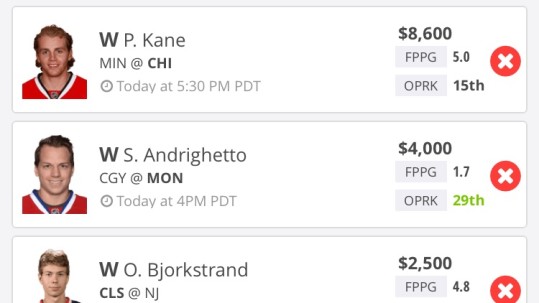 W P. Kane
$8,600
MIN @ CHI
FPPG 5.0
Today at 5:30 PM PDT
OPRK 15th
W S. Andrighetto
$4,000
CGY @ MON
FPPG 1.7
Today at 4PM PDT
OPRK 29th
W O. Bjorkstrand
$2,500
CLS @ NJ
FPPG 4.8